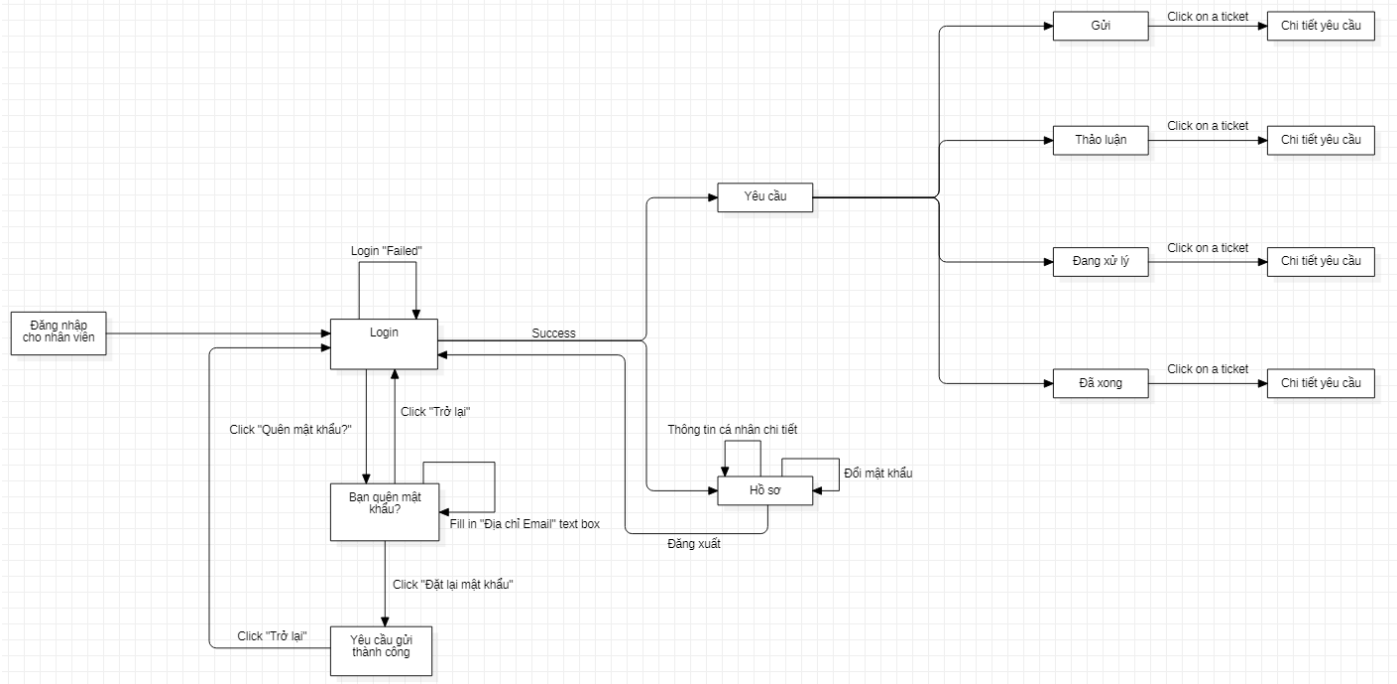 Gửi
Click on a ticket
Chi tiết yêu cầu
Thảo luận
Click on a ticket
Chi tiết yêu cầu
Yêu cầu
Đang xử lý
Click on a ticket
Chi tiết yêu cầu
Đã xong
Click on a ticket
Chi tiết yêu cầu
Login "Failed"
Đăng nhập
cho nhân viên
Login
Success
Click "Quên mật khẩu?"
Click "Trở lại"
Thông tin cá nhân chi tiết
Hồ sơ
Đổi mật khẩu
Đăng xuất
Bạn quên mật
khẩu?
Fill in "Địa chỉ Email" text box
Click "Đặt lại mật khẩu"
Click "Trở lại"
Yêu cầu gửi
thành công